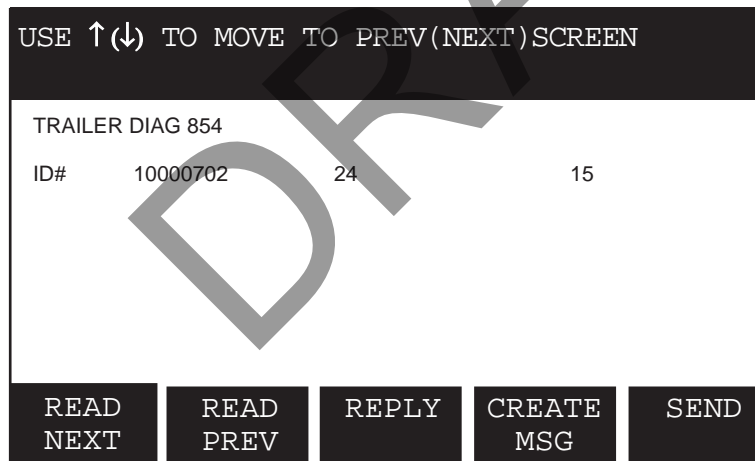 USE ↑(↓) TO MOVE TO PREV(NEXT)SCREEN
TRAILER DIAG 854
ID# 10000702 24 15
READ NEXT
READ PREV
REPLY
CREATE MSG
SEND
DRA